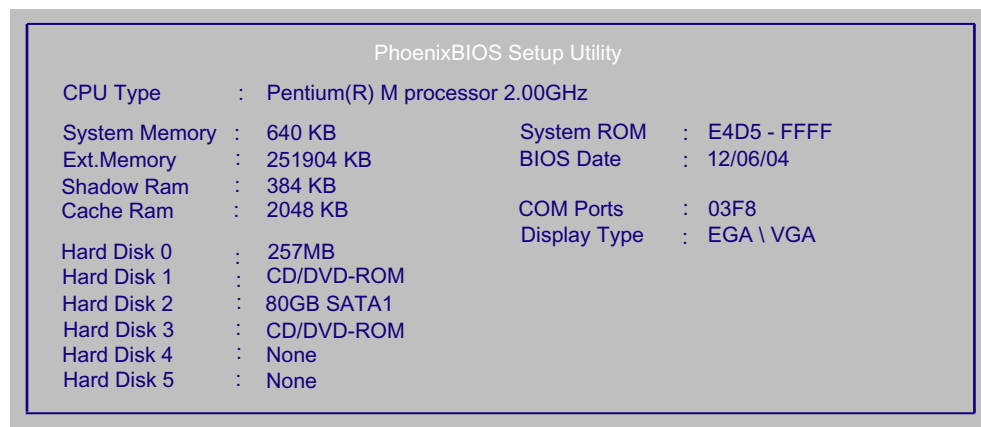 PhoenixBIOS Setup Utility
CPU Type : Pentium(R) M processor 2.00GHz
System Memory : 640 KB System ROM : E4D5 - FFFF
Ext.Memory : 251904 KB BIOS Date : 12/06/04
Shadow Ram : 384 KB
Cache Ram : 2048 KB COM Ports : 03F8
Display Type : EGA \ VGA
Hard Disk 0 : 257MB
Hard Disk 1 : CD/DVD-ROM
Hard Disk 2 : 80GB SATA1
Hard Disk 3 : CD/DVD-ROM
Hard Disk 4 : None
Hard Disk 5 : None